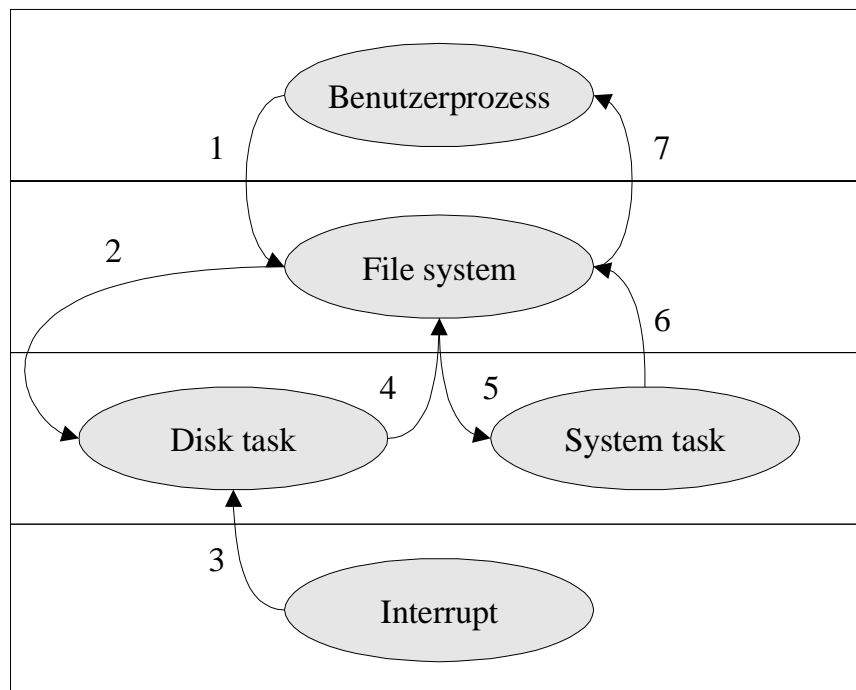 Benutzerprozess
1
7
2
File system
6
4
5
Disk task
System task
3
Interrupt